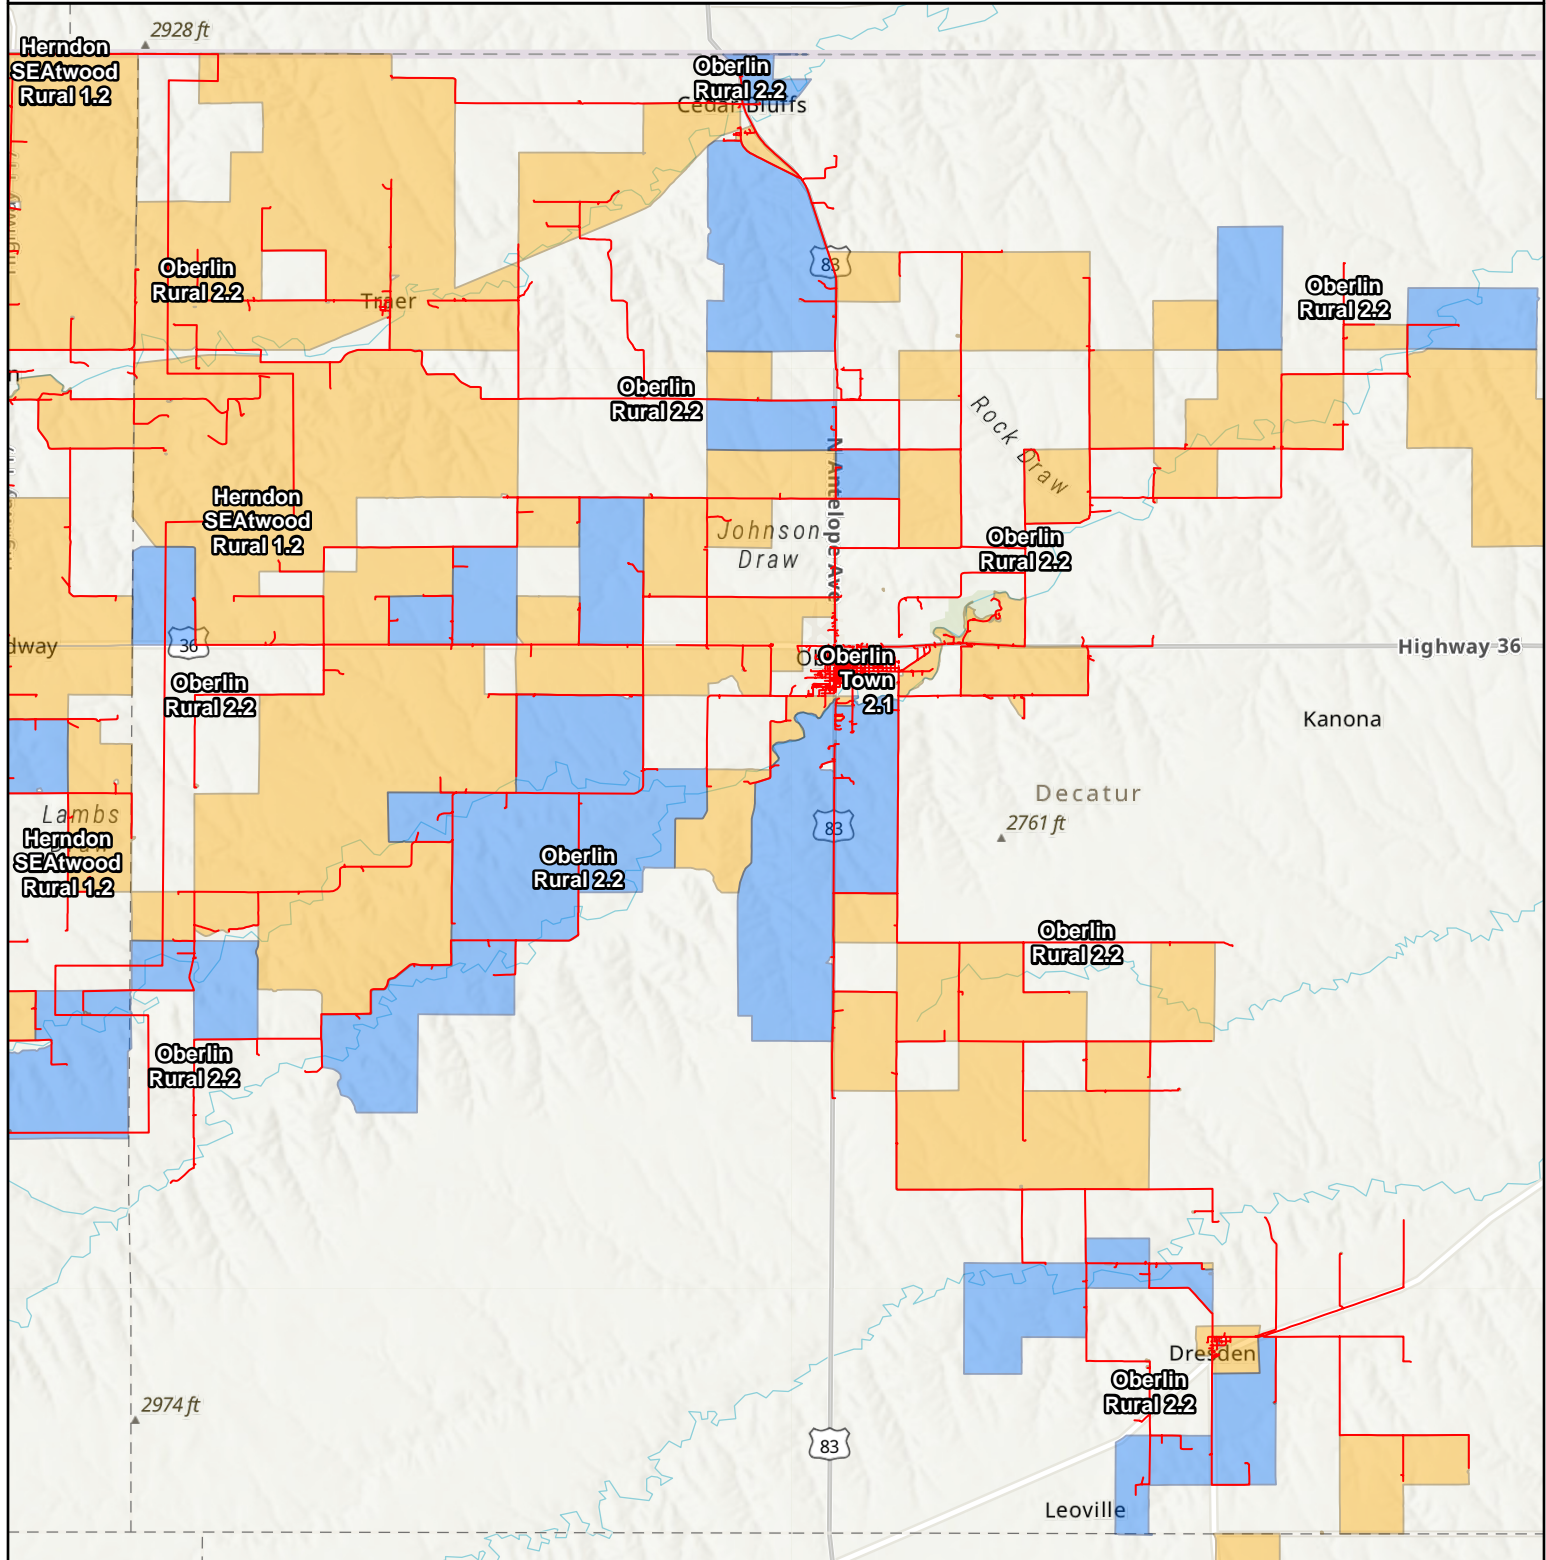 2928 ft
Herndon
SEAtwood
Rural 1.2
Oberlin
Rural 2.2
Cedar Bluffs
Oberlin
Rural 2.2
83
Oberlin
Rural 2.2
Traer
Oberlin
Rural 2.2
Rock Draw
N Antelope Ave
Herndon
SEAtwood
Rural 1.2
Johnson
Draw
Oberlin
Rural 2.2
36
Highway 36
Oberlin
Town
2.1
Oberlin
Rural 2.2
Kanona
Decatur
2761 ft
Lambs
83
Herndon
SEAtwood
Rural 1.2
Oberlin
Rural 2.2
Oberlin
Rural 2.2
Oberlin
Rural 2.2
Dresden
Oberlin
Rural 2.2
2974 ft
83
Leoville